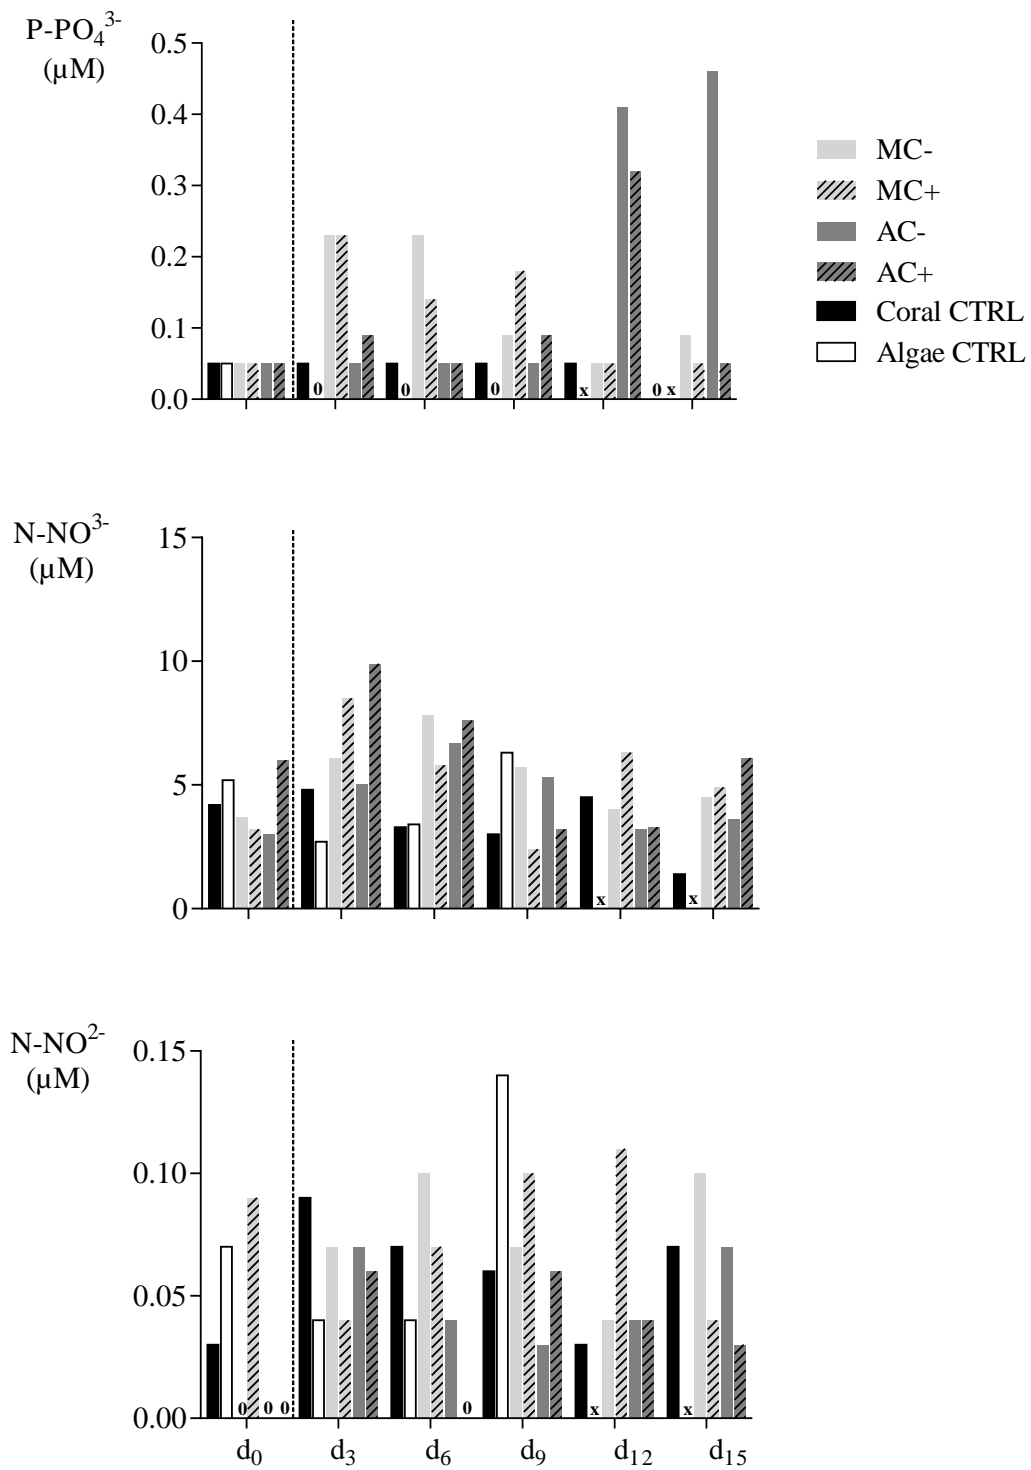 P-PO₄³⁻
(µM)
0.5
0.4
0.3
0.2
0.1
0.0
0 0 0 x 0 x
MC-
MC+
AC-
AC+
Coral CTRL
Algae CTRL
N-NO³⁻
(µM)
15
10
5
0
x x
N-NO²⁻
(µM)
0.15
0.10
0.05
0.00
0 0 0 0 x x
d₀ d₃ d₆ d₉ d₁₂ d₁₅